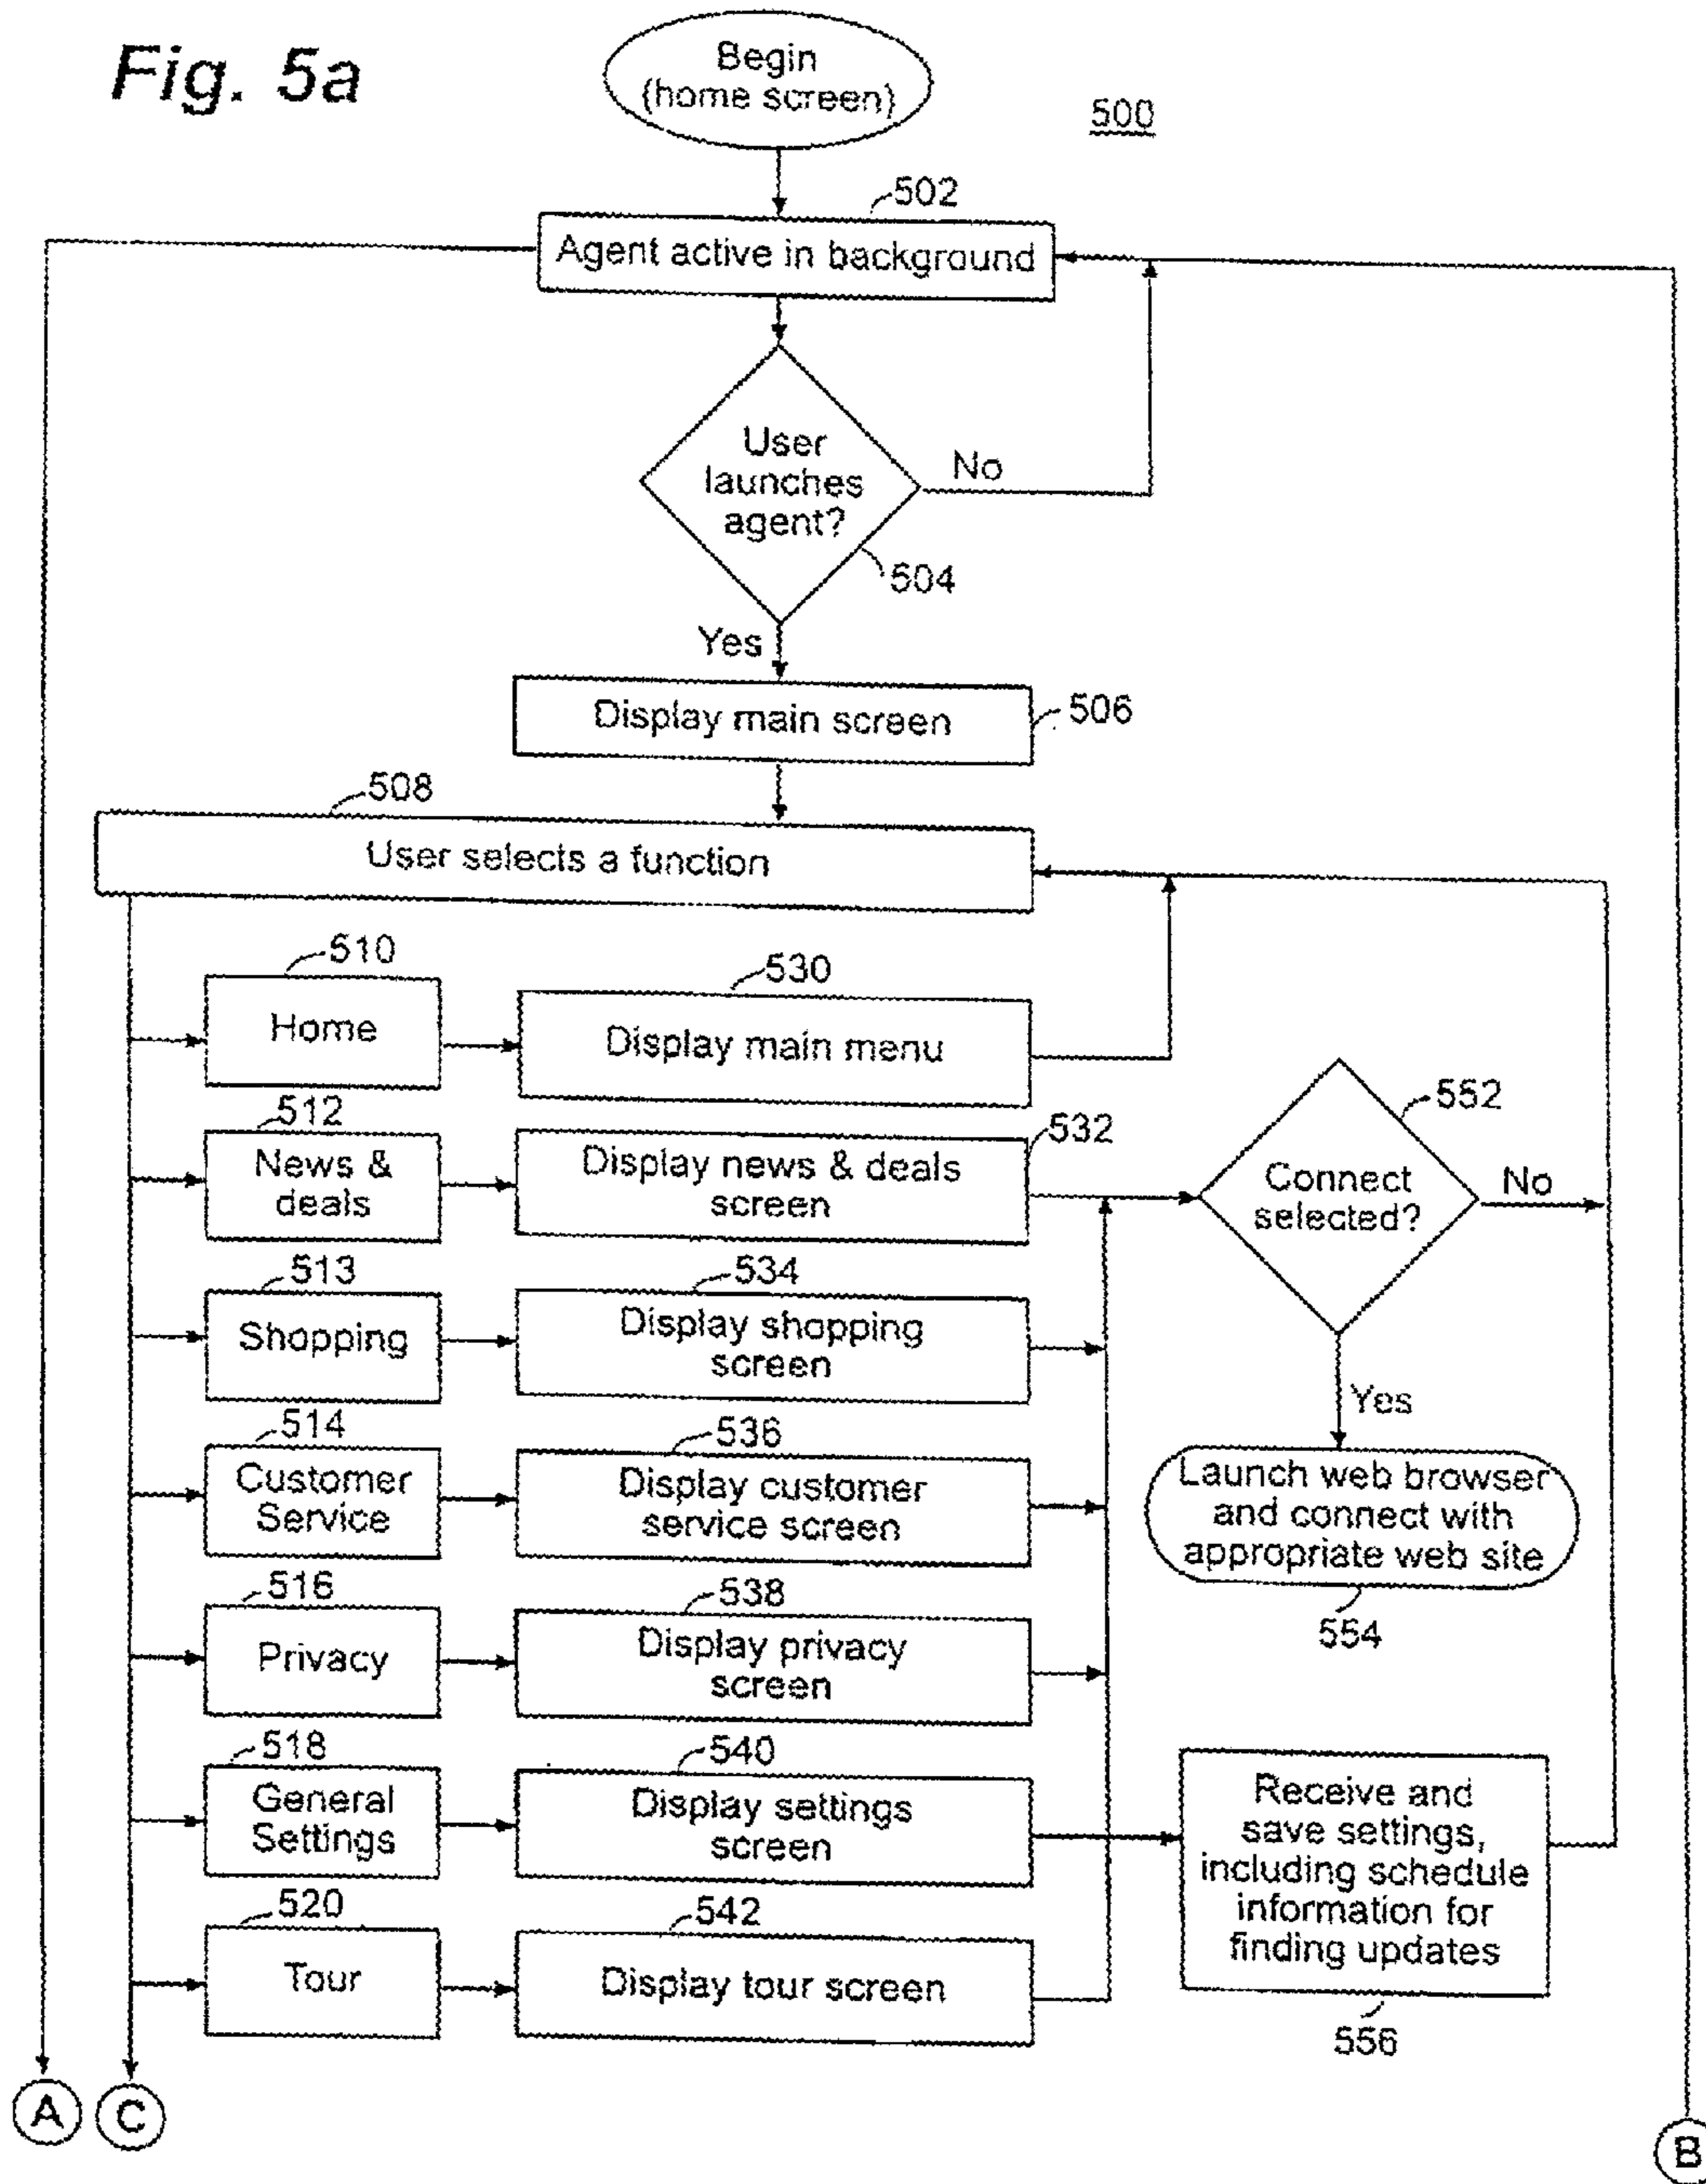 Fig. 5a
Begin
(home screen)
500
502
Agent active in background
User
launches
agent?
No
504
Yes
Display main screen
506
508
User selects a function
510
Home
530
Display main menu
512
News &
deals
Display news & deals
screen
532
552
Connect
selected?
No
Yes
513
Shopping
534
Display shopping
screen
514
Customer
Service
536
Display customer
service screen
Launch web browser
and connect with
appropriate web site
554
516
Privacy
538
Display privacy
screen
518
General
Settings
540
Display settings
screen
Receive and
save settings,
including schedule
information for
finding updates
556
520
Tour
542
Display tour screen
A
C
B